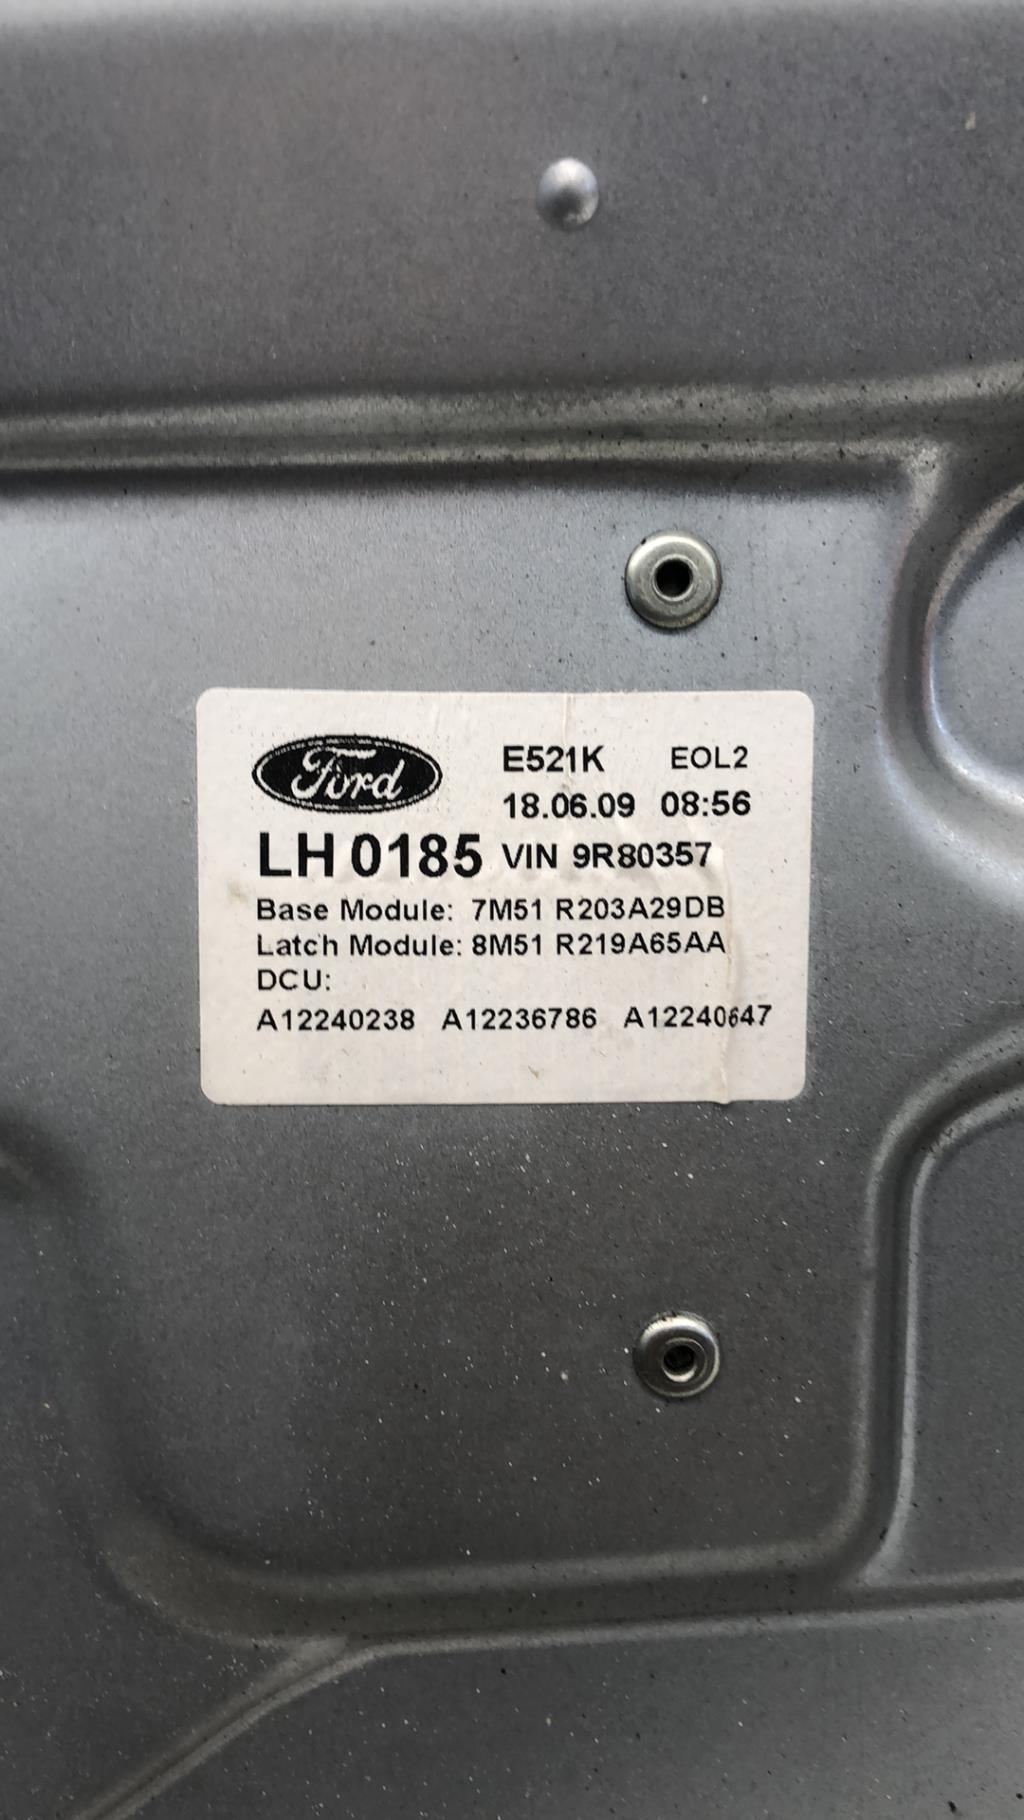 Ford
E521K EOL2
18.06.09 08:56
LH 0185 VIN 9R80357
Base Module: 7M51 R203A29DB
Latch Module: 8M51 R219A65AA
DCU:
A12240238 A12236786 A12240647